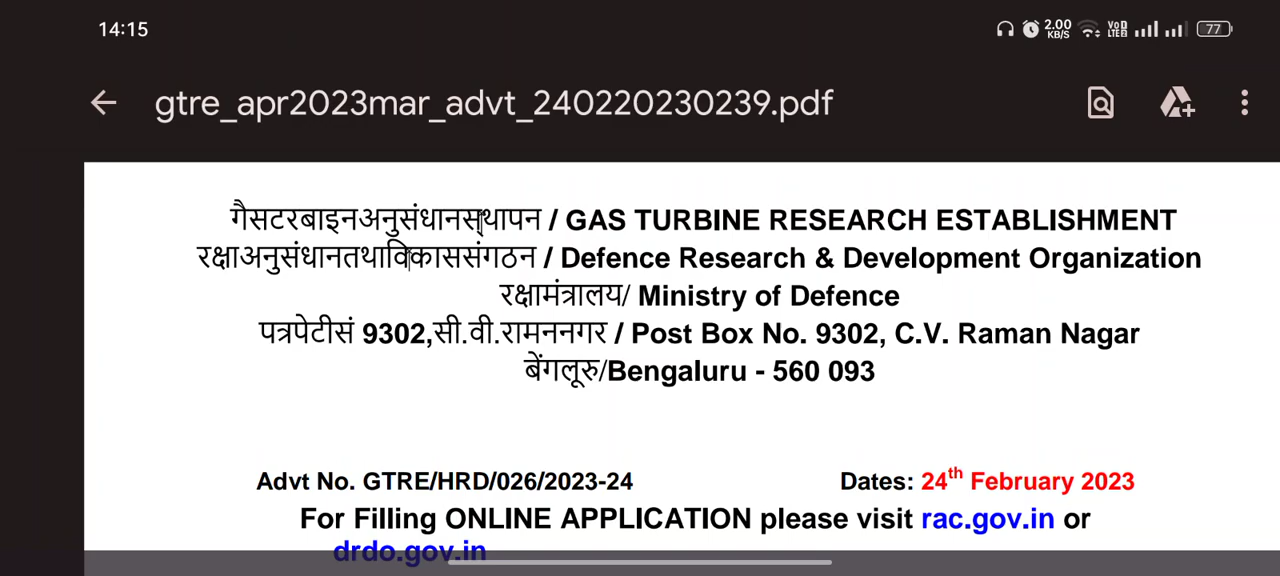 14:15 2.00 KB/S VoD LTE2 77
gtre_apr2023mar_advt_240220230239.pdf
गैसटरबाइनअनुसंधानस्थापन / GAS TURBINE RESEARCH ESTABLISHMENT
रक्षाअनुसंधानतथाविकाससंगठन / Defence Research & Development Organization
रक्षामंत्रालय/ Ministry of Defence
पत्रपेटीसं 9302,सी.वी.रामननगर / Post Box No. 9302, C.V. Raman Nagar
बेंगलूरु/Bengaluru - 560 093
Advt No. GTRE/HRD/026/2023-24 Dates: 24th February 2023
For Filling ONLINE APPLICATION please visit rac.gov.in or
drdo.gov.in